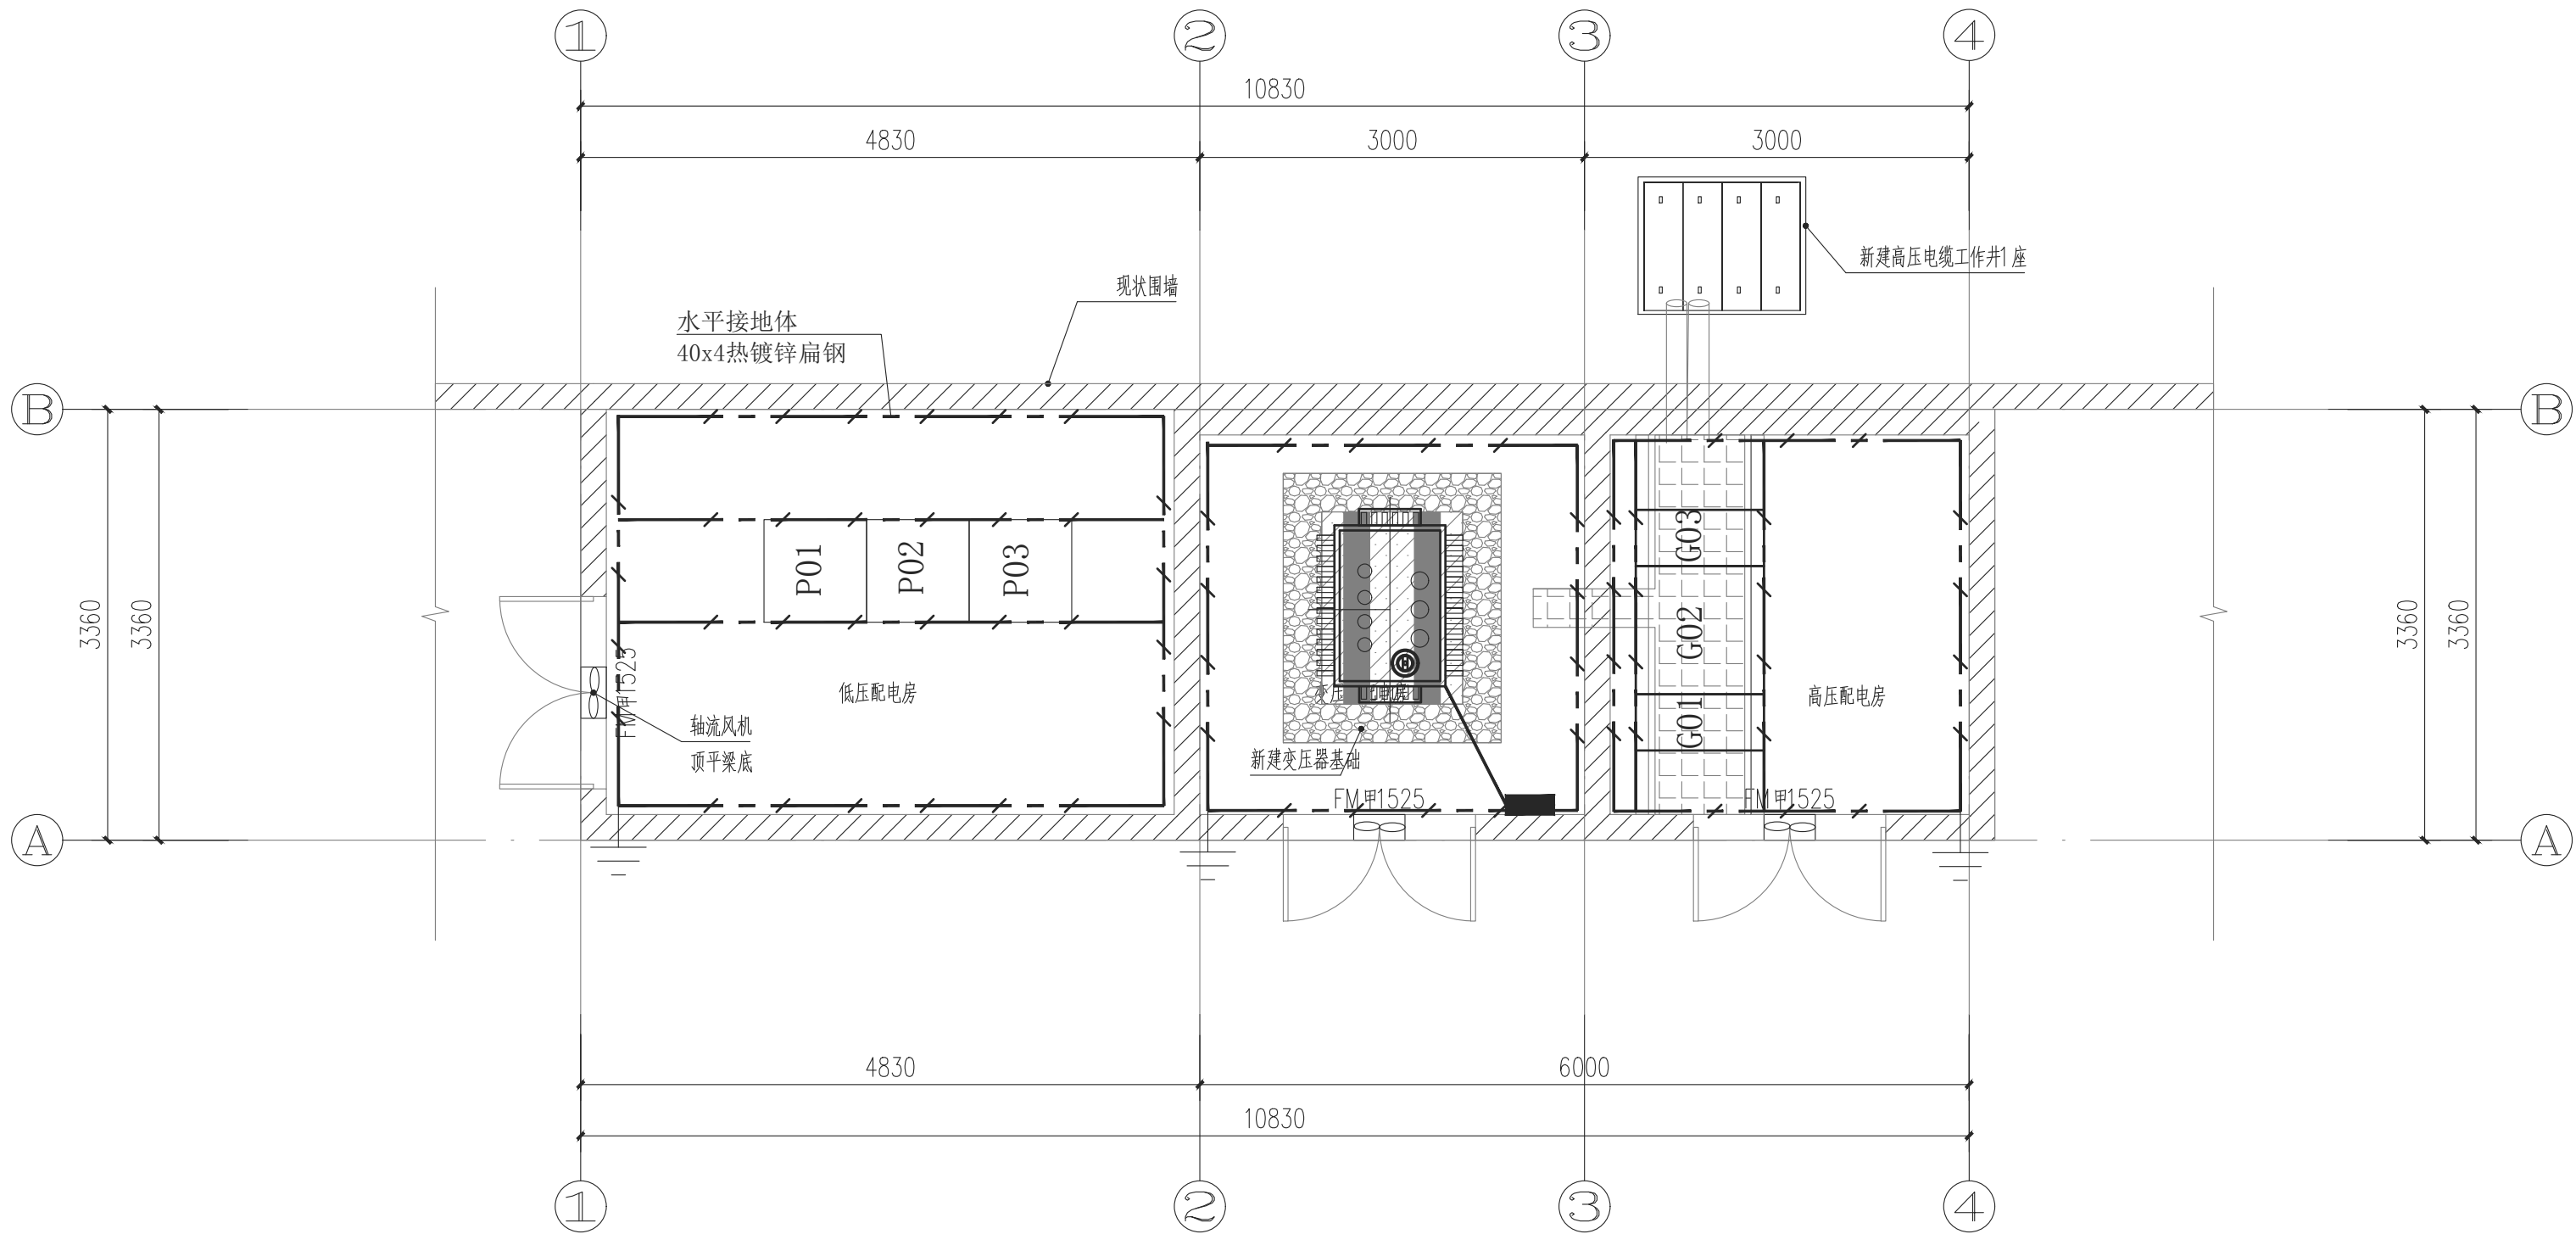 1 2 3 4
10830
4830 3000 3000
新建高压电缆工作井1座
现状围墙
水平接地体
40x4热镀锌扁钢
B B
3360 3360 3360 3360
P01 P02 P03
G03
G02
G01
FM甲1525
低压配电房
高压配电房
轴流风机
顶平梁底
新建变压器基础
FM甲1525 FM甲1525
A A
4830 6000
10830
1 2 3 4